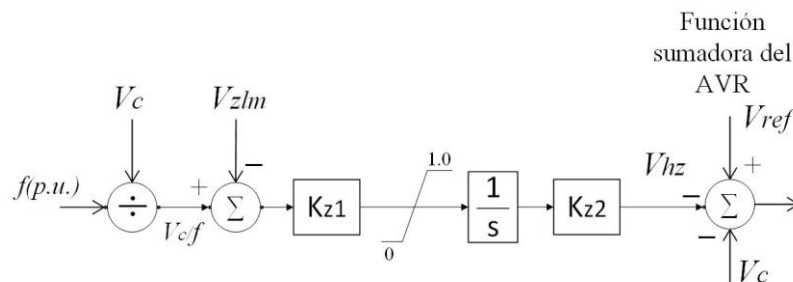 Función
sumadora del
AVR
Vc
Vzlm
Vref
f(p.u.)
÷
+
−
Σ
Vc/f
Kz1
1.0
0
1
s
Kz2
Vhz
−
+
Σ
−
Vc